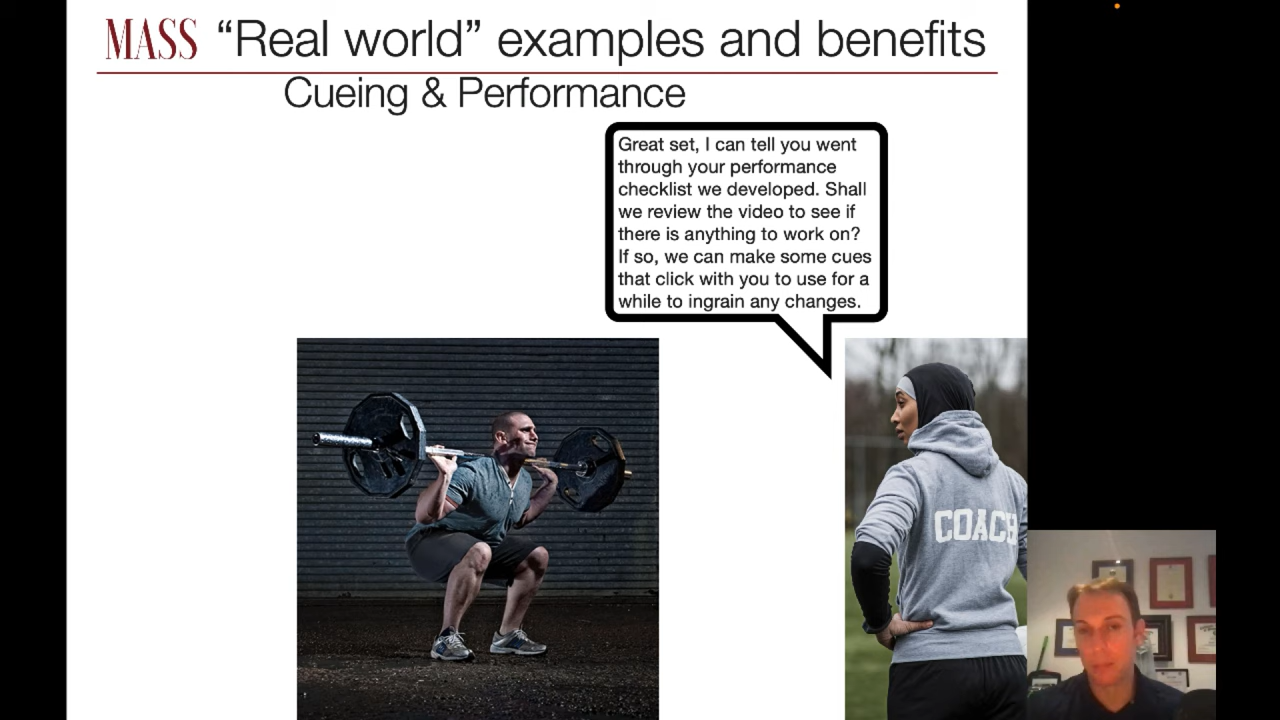 MASS “Real world” examples and benefits
Cueing & Performance
Great set, I can tell you went
through your performance
checklist we developed. Shall
we review the video to see if
there is anything to work on?
If so, we can make some cues
that click with you to use for a
while to ingrain any changes.
COACH